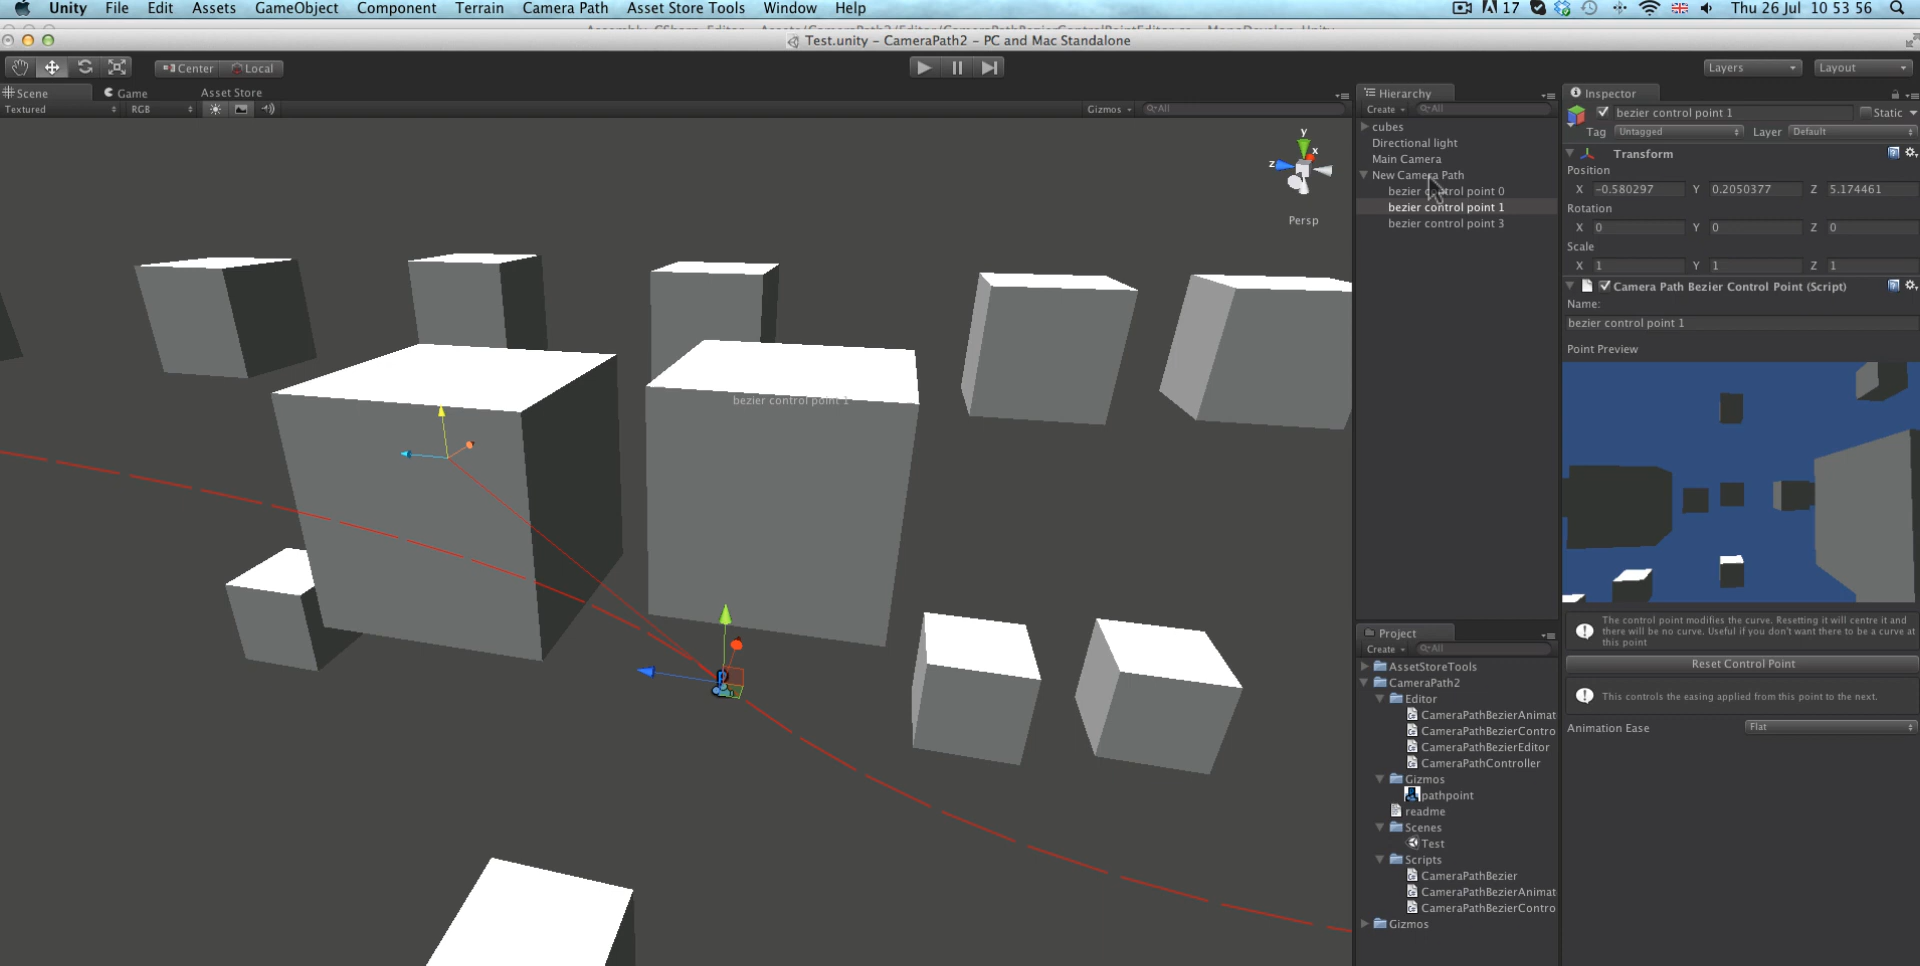 Unity File Edit Assets GameObject Component Terrain Camera Path Asset Store Tools Window Help 17 Thu 26 Jul 10 53 56
Test.unity – CameraPath2 – PC and Mac Standalone
Center Local Layers Layout
Scene Game Asset Store
Textured RGB Gizmos All
Hierarchy
Create All
cubes
Directional light
Main Camera
New Camera Path
bezier control point 0
bezier control point 1
bezier control point 3
y
x
z
Persp
bezier control point 1
Project
Create All
AssetStoreTools
CameraPath2
Editor
CameraPathBezierAnimat
CameraPathBezierContro
CameraPathBezierEditor
CameraPathController
Gizmos
pathpoint
readme
Scenes
Test
Scripts
CameraPathBezier
CameraPathBezierAnimat
CameraPathBezierContro
Gizmos
Inspector
bezier control point 1 Static
Tag Untagged Layer Default
Transform
Position
X -0.580297 Y 0.2050377 Z 5.174461
Rotation
X 0 Y 0 Z 0
Scale
X 1 Y 1 Z 1
Camera Path Bezier Control Point (Script)
Name:
bezier control point 1
Point Preview
The control point modifies the curve. Resetting it will centre it and
there will be no curve. Useful if you don't want there to be a curve at
this point
Reset Control Point
This controls the easing applied from this point to the next.
Animation Ease Flat